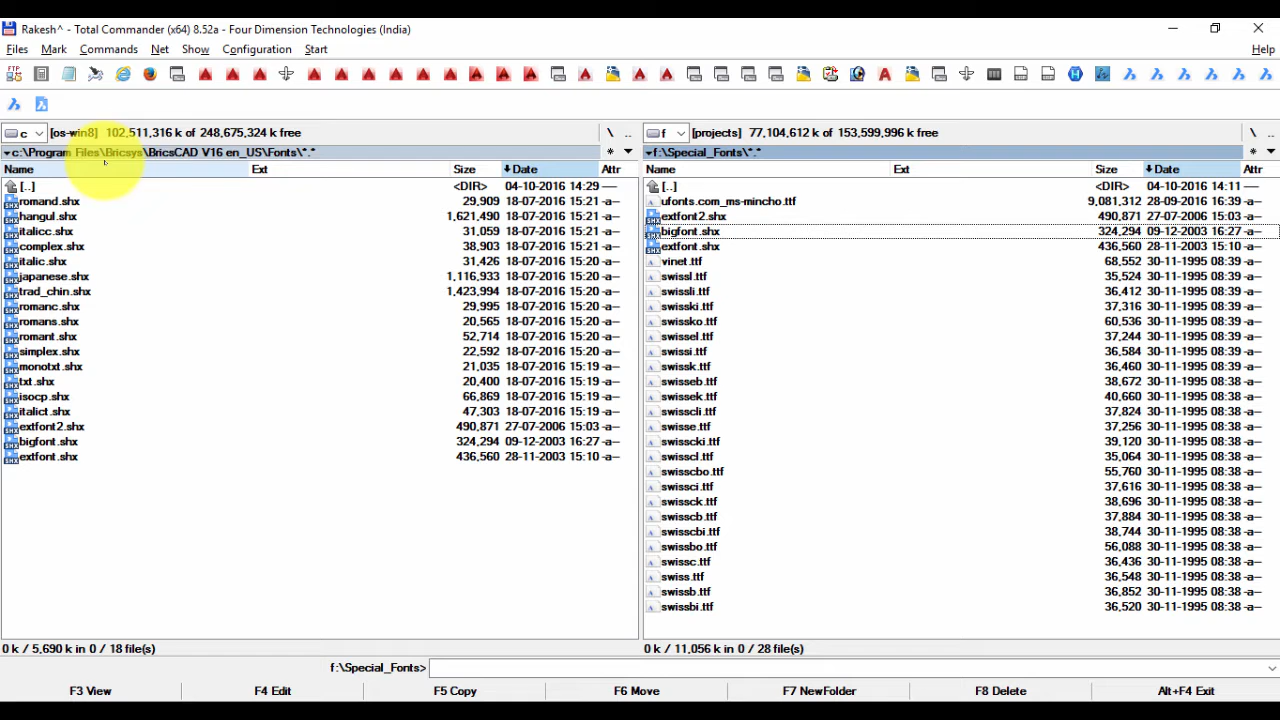 Rakesh^ - Total Commander (x64) 8.52a - Four Dimension Technologies (India)
Files Mark Commands Net Show Configuration Start Help
FTP
c [os-win8] 102,511,316 k of 248,675,324 k free \ ..
c:\Program Files\Bricsys\BricsCAD V16 en_US\Fonts\*.* *
Name Ext Size Date Attr
[..] <DIR> 04-10-2016 14:29 ----
romand.shx 29,909 18-07-2016 15:21 -a--
hangul.shx 1,621,490 18-07-2016 15:21 -a--
italicc.shx 31,059 18-07-2016 15:21 -a--
complex.shx 38,903 18-07-2016 15:21 -a--
italic.shx 31,426 18-07-2016 15:20 -a--
japanese.shx 1,116,933 18-07-2016 15:20 -a--
trad_chin.shx 1,423,994 18-07-2016 15:20 -a--
romanc.shx 29,995 18-07-2016 15:20 -a--
romans.shx 20,565 18-07-2016 15:20 -a--
romant.shx 52,714 18-07-2016 15:20 -a--
simplex.shx 22,592 18-07-2016 15:20 -a--
monotxt.shx 21,035 18-07-2016 15:19 -a--
txt.shx 20,400 18-07-2016 15:19 -a--
isocp.shx 66,869 18-07-2016 15:19 -a--
italict.shx 47,303 18-07-2016 15:19 -a--
extfont2.shx 490,871 27-07-2006 15:03 -a--
bigfont.shx 324,294 09-12-2003 16:27 -a--
extfont.shx 436,560 28-11-2003 15:10 -a--
0 k / 5,690 k in 0 / 18 file(s)
f [projects] 77,104,612 k of 153,599,996 k free \ ..
f:\Special_Fonts\*.* *
Name Ext Size Date Attr
[..] <DIR> 04-10-2016 14:11 ----
ufonts.com_ms-mincho.ttf 9,081,312 28-09-2016 16:39 -a--
extfont2.shx 490,871 27-07-2006 15:03 -a--
bigfont.shx 324,294 09-12-2003 16:27 -a--
extfont.shx 436,560 28-11-2003 15:10 -a--
vinet.ttf 68,552 30-11-1995 08:39 -a--
swissl.ttf 35,524 30-11-1995 08:39 -a--
swissli.ttf 36,412 30-11-1995 08:39 -a--
swisski.ttf 37,316 30-11-1995 08:39 -a--
swissko.ttf 60,536 30-11-1995 08:39 -a--
swissel.ttf 37,244 30-11-1995 08:39 -a--
swissi.ttf 36,584 30-11-1995 08:39 -a--
swissk.ttf 36,460 30-11-1995 08:39 -a--
swisseb.ttf 38,672 30-11-1995 08:39 -a--
swissek.ttf 40,660 30-11-1995 08:39 -a--
swisscli.ttf 37,824 30-11-1995 08:39 -a--
swisse.ttf 37,256 30-11-1995 08:39 -a--
swisscki.ttf 39,120 30-11-1995 08:38 -a--
swisscl.ttf 35,064 30-11-1995 08:38 -a--
swisscbo.ttf 55,760 30-11-1995 08:38 -a--
swissci.ttf 37,616 30-11-1995 08:38 -a--
swissck.ttf 38,696 30-11-1995 08:38 -a--
swisscb.ttf 37,884 30-11-1995 08:38 -a--
swisscbi.ttf 38,744 30-11-1995 08:38 -a--
swissbo.ttf 56,088 30-11-1995 08:38 -a--
swissc.ttf 36,436 30-11-1995 08:38 -a--
swiss.ttf 36,548 30-11-1995 08:38 -a--
swissb.ttf 36,852 30-11-1995 08:38 -a--
swissbi.ttf 36,520 30-11-1995 08:38 -a--
0 k / 11,056 k in 0 / 28 file(s)
f:\Special_Fonts>
F3 View F4 Edit F5 Copy F6 Move F7 NewFolder F8 Delete Alt+F4 Exit